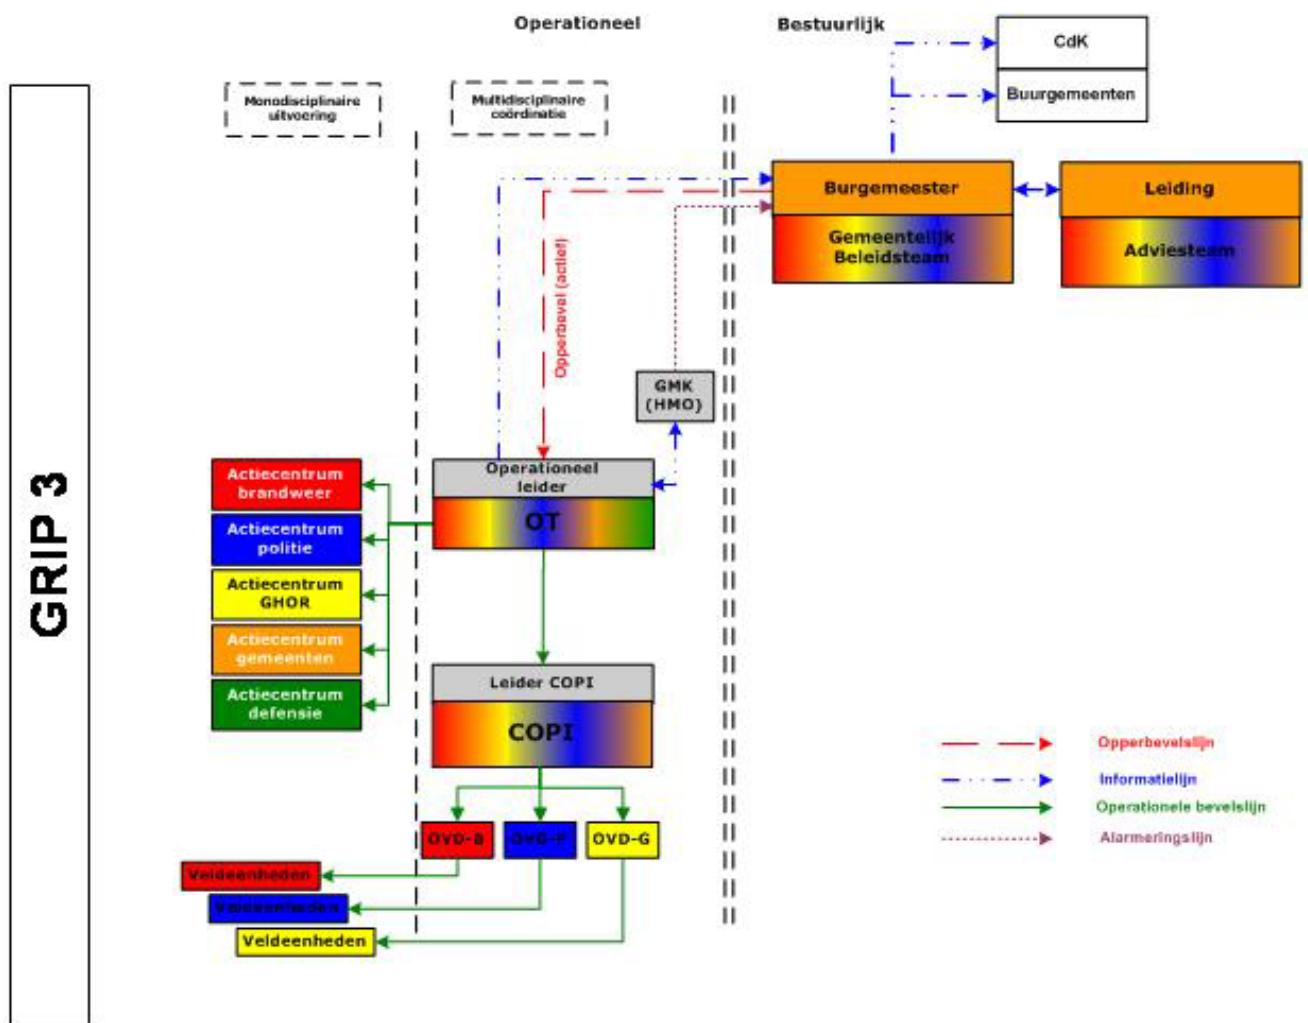 Operationeel
Bestuurlijk
CdK
Buurgemeenten
Monodisciplinaire
uitvoering
Multidisciplinaire
coördinatie
Burgemeester
Gemeentelijk
Beleidsteam
Leiding
Adviesteam
Opperbevel (actief)
GMK
(HMO)
GRIP 3
Operationeel
leider
OT
Actiecentrum
brandweer
Actiecentrum
politie
Actiecentrum
GHOR
Actiecentrum
gemeenten
Actiecentrum
defensie
Leider COPI
COPI
OVD-B
OVD-P
OVD-G
Veldeenheden
Veldeenheden
Veldeenheden
Opperbevelslijn
Informatielijn
Operationele bevelslijn
Alarmeringslijn